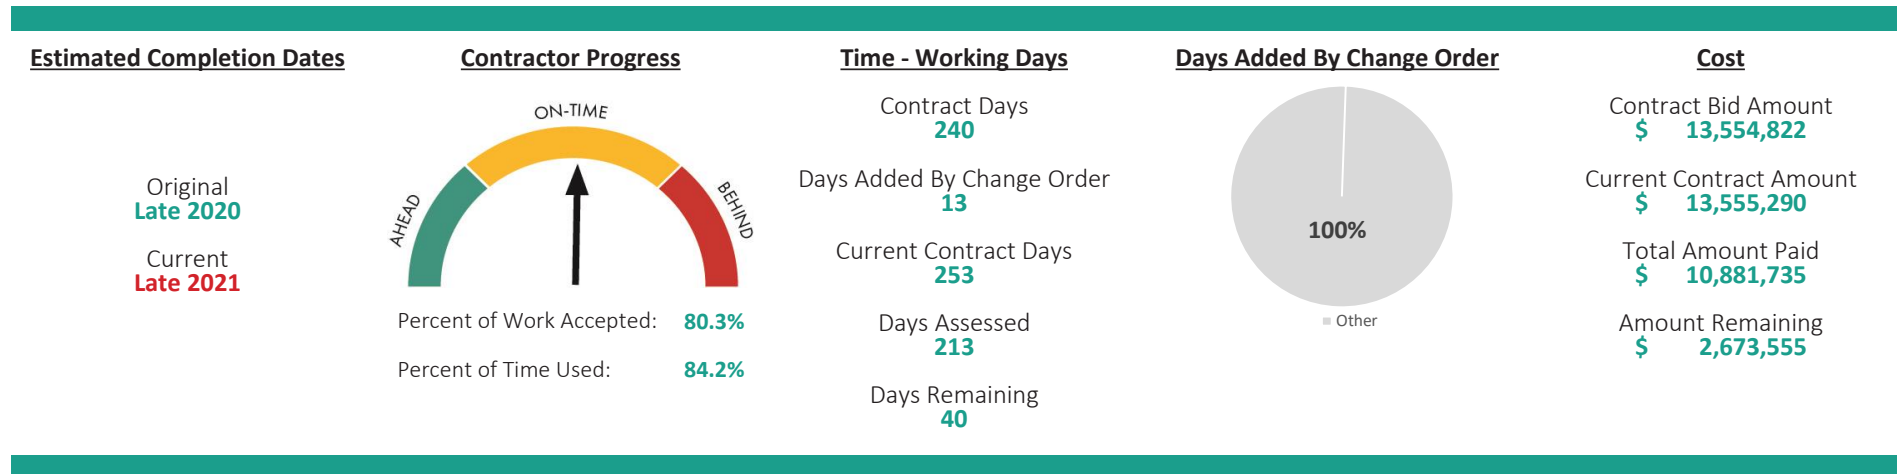 Estimated Completion Dates
Original
Late 2020
Current
Late 2021
Contractor Progress
AHEAD
ON-TIME
BEHIND
Percent of Work Accepted: 80.3%
Percent of Time Used: 84.2%
Time - Working Days
Contract Days
240
Days Added By Change Order
13
Current Contract Days
253
Days Assessed
213
Days Remaining
40
Days Added By Change Order
100%
Other
Cost
Contract Bid Amount
$ 13,554,822
Current Contract Amount
$ 13,555,290
Total Amount Paid
$ 10,881,735
Amount Remaining
$ 2,673,555